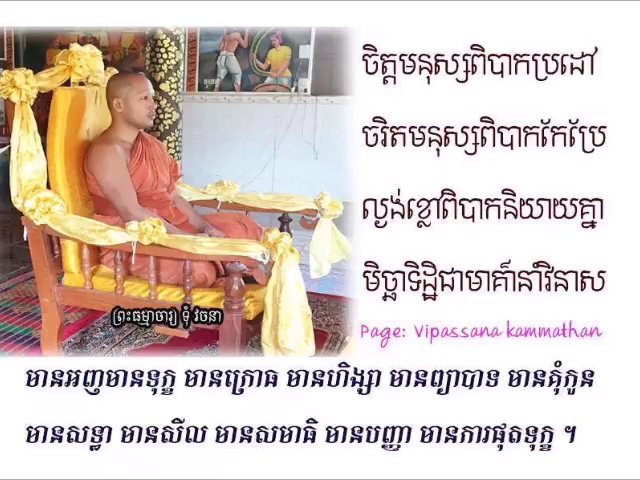 ចិត្តមនុស្សពិបាកប្រដៅ
ចរិតមនុស្សពិបាកកែប្រែ
ល្ងង់ខ្លៅពិបាកនិយាយគ្នា
មិច្ឆាទិដ្ឋិជាមាគ៌ានាំវិនាស
Page: Vipassana kammathan
(ព្រះធម្មាចារ្យ) ទុំ វចនា
មានអញមានទុក្ខ មានក្រោធ មានហិង្សា មានព្យាបាទ មានគុំកួន
មានសទ្ធា មានសីល មានសមាធិ មានបញ្ញា មានការផុតទុក្ខ ។